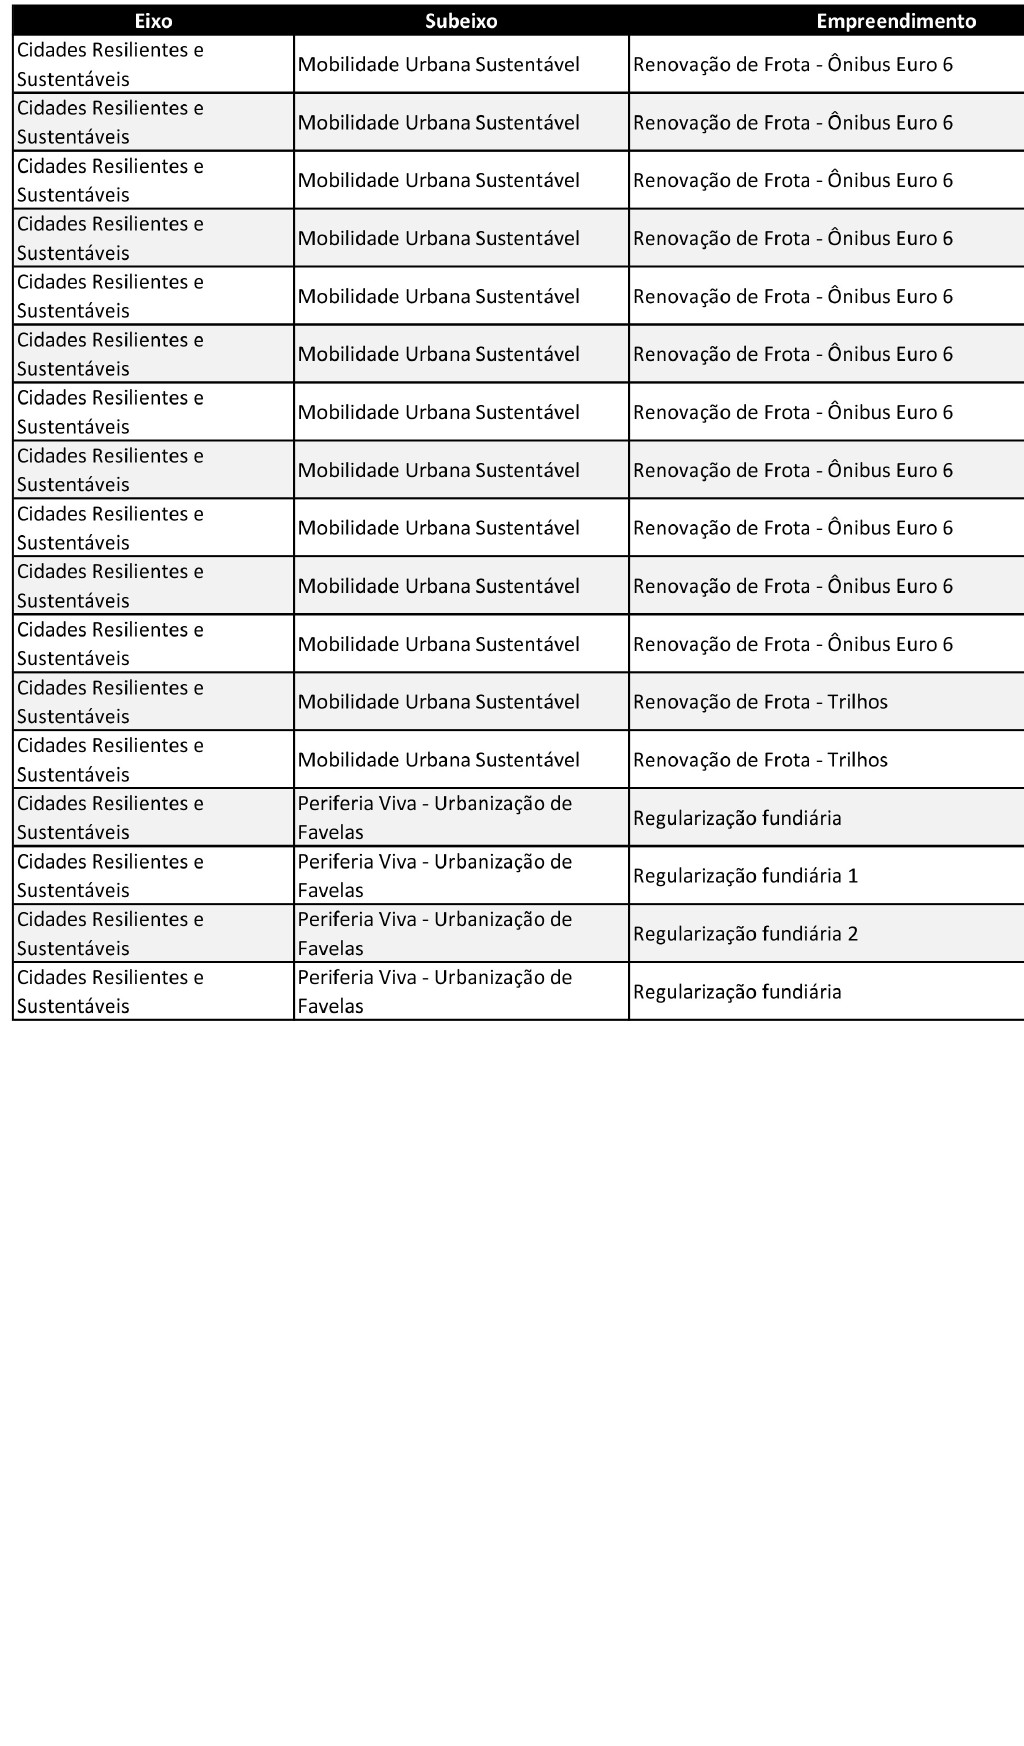 Eixo Subeixo Empreendimento
Cidades Resilientes e
Sustentáveis
Mobilidade Urbana Sustentável
Renovação de Frota - Ônibus Euro 6
Cidades Resilientes e
Sustentáveis
Mobilidade Urbana Sustentável
Renovação de Frota - Ônibus Euro 6
Cidades Resilientes e
Sustentáveis
Mobilidade Urbana Sustentável
Renovação de Frota - Ônibus Euro 6
Cidades Resilientes e
Sustentáveis
Mobilidade Urbana Sustentável
Renovação de Frota - Ônibus Euro 6
Cidades Resilientes e
Sustentáveis
Mobilidade Urbana Sustentável
Renovação de Frota - Ônibus Euro 6
Cidades Resilientes e
Sustentáveis
Mobilidade Urbana Sustentável
Renovação de Frota - Ônibus Euro 6
Cidades Resilientes e
Sustentáveis
Mobilidade Urbana Sustentável
Renovação de Frota - Ônibus Euro 6
Cidades Resilientes e
Sustentáveis
Mobilidade Urbana Sustentável
Renovação de Frota - Ônibus Euro 6
Cidades Resilientes e
Sustentáveis
Mobilidade Urbana Sustentável
Renovação de Frota - Ônibus Euro 6
Cidades Resilientes e
Sustentáveis
Mobilidade Urbana Sustentável
Renovação de Frota - Ônibus Euro 6
Cidades Resilientes e
Sustentáveis
Mobilidade Urbana Sustentável
Renovação de Frota - Ônibus Euro 6
Cidades Resilientes e
Sustentáveis
Mobilidade Urbana Sustentável
Renovação de Frota - Trilhos
Cidades Resilientes e
Sustentáveis
Mobilidade Urbana Sustentável
Renovação de Frota - Trilhos
Cidades Resilientes e
Sustentáveis
Periferia Viva - Urbanização de
Favelas
Regularização fundiária
Cidades Resilientes e
Sustentáveis
Periferia Viva - Urbanização de
Favelas
Regularização fundiária 1
Cidades Resilientes e
Sustentáveis
Periferia Viva - Urbanização de
Favelas
Regularização fundiária 2
Cidades Resilientes e
Sustentáveis
Periferia Viva - Urbanização de
Favelas
Regularização fundiária